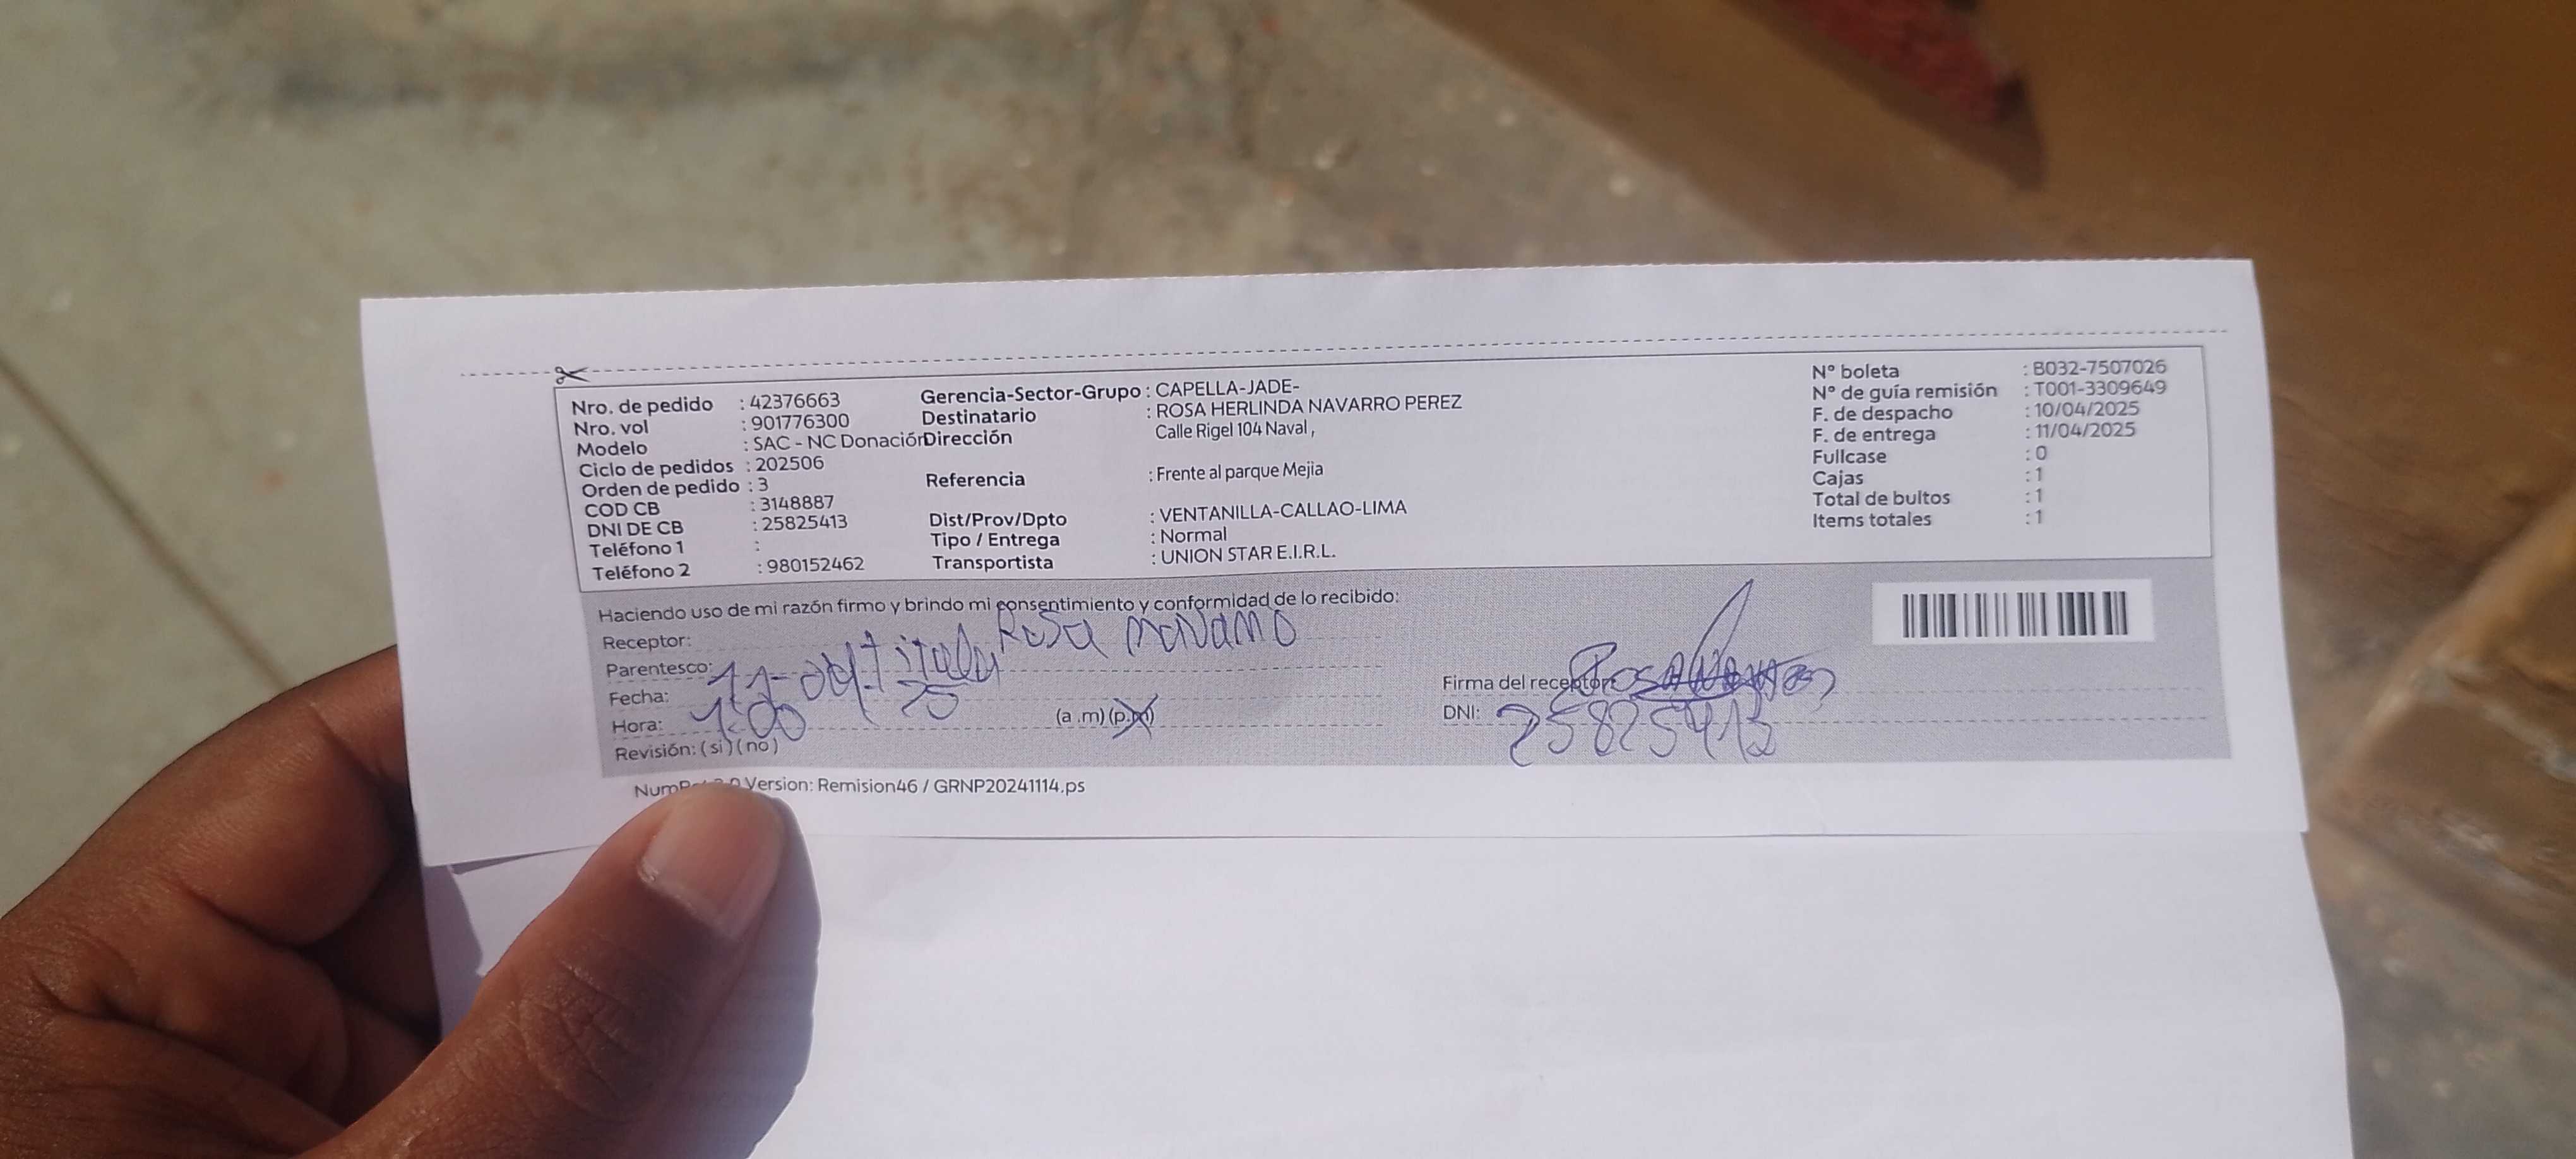 Nro. de pedido : 42376663
Nro. vol : 901776300
Modelo : SAC - NC Donación
Ciclo de pedidos : 202506
Orden de pedido : 3
COD CB : 3148887
DNI DE CB : 25825413
Teléfono 1 :
Teléfono 2 : 980152462
Gerencia-Sector-Grupo : CAPELLA-JADE-
Destinatario : ROSA HERLINDA NAVARRO PEREZ
Dirección Calle Rigel 104 Naval ,
Referencia : Frente al parque Mejia
Dist/Prov/Dpto : VENTANILLA-CALLAO-LIMA
Tipo / Entrega : Normal
Transportista : UNION STAR E.I.R.L.
N° boleta : B032-7507026
N° de guía remisión : T001-3309649
F. de despacho : 10/04/2025
F. de entrega : 11/04/2025
Fullcase : 0
Cajas : 1
Total de bultos : 1
Items totales : 1
Haciendo uso de mi razón firmo y brindo mi consentimiento y conformidad de lo recibido:
Receptor: Rosa Navarro
Parentesco: titular
Fecha: 11-04- 25
Hora: 1:00 (a .m) (p.m)
Revisión: ( si ) ( no )
Firma del receptor:
DNI: 25825413
Version: Remision46 / GRNP20241114.ps